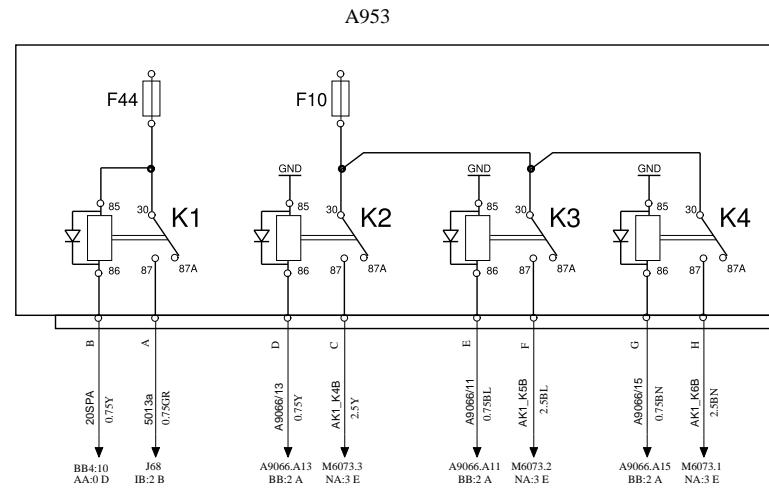 A953
F44
F10
GND
GND
GND
85
30
K1
85
30
K2
85
30
K3
85
30
K4
86
87
87A
86
87
87A
86
87
87A
86
87
87A
B
A
D
C
E
F
G
H
20SPA
0.75Y
5013a
0.75GR
A9066/13
0.75Y
AK1_K4B
2.5Y
A9066/11
0.75BL
AK1_K5B
2.5BL
A9066/15
0.75BN
AK1_K6B
2.5BN
BB4:10
AA:0 D
J68
IB:2 B
A9066.A13
BB:2 A
M6073.3
NA:3 E
A9066.A11
BB:2 A
M6073.2
NA:3 E
A9066.A15
BB:2 A
M6073.1
NA:3 E